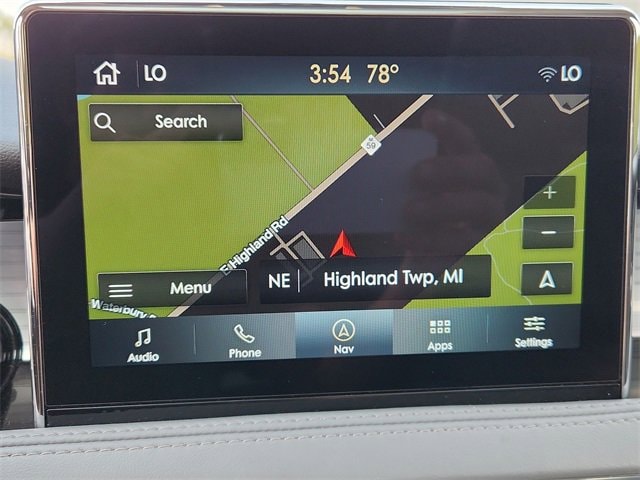 LO 3:54 78° LO
Search
59
+
E Highland Rd
−
Menu NE Highland Twp, MI
Waterbury
Audio Phone Nav Apps Settings